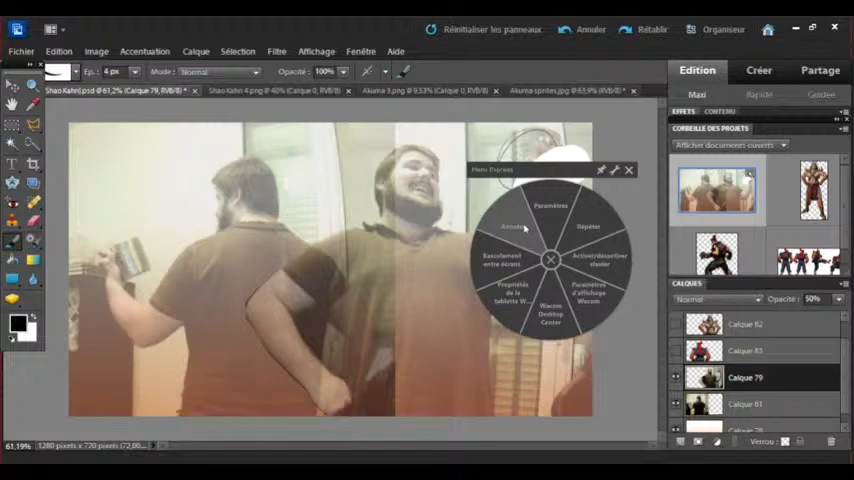 Réinitialiser les panneaux. Annuler Rétablir Organiseur
Fichier Edition Image Accentuation Calque Sélection Filtre Affichage Fenêtre Aide
Ep.: 4 px Mode: Normal Opacité: 100%
Edition Créer Partage
Shao Kahn).psd @ 61,2% (Calque 79, RVB/8) * Shao Kahn 4.png @ 40% (Calque 0, RVB/8) Akuma 3.png @ 9,53% (Calque 0, RVB/8) Akuma sprites.jpg @ 63,9% (RVB/8) *
Maxi Rapide Guidée
EFFETS CONTENU
CORBEILLE DES PROJETS
Afficher documents ouverts
Menu Express
Paramètres
Annuler
Répéter
Basculement
entre écrans
Activer/désactiver
clavier
Propriétés
de la
tablette W...
Paramètres
d'affichage
Wacom
Wacom
Desktop
Center
CALQUES
Normal Opacité: 50%
Calque 82
Calque 83
Calque 79
Calque 81
Calque 78
61,19% 1280 pixels x 720 pixels (72,00...
Verrou: